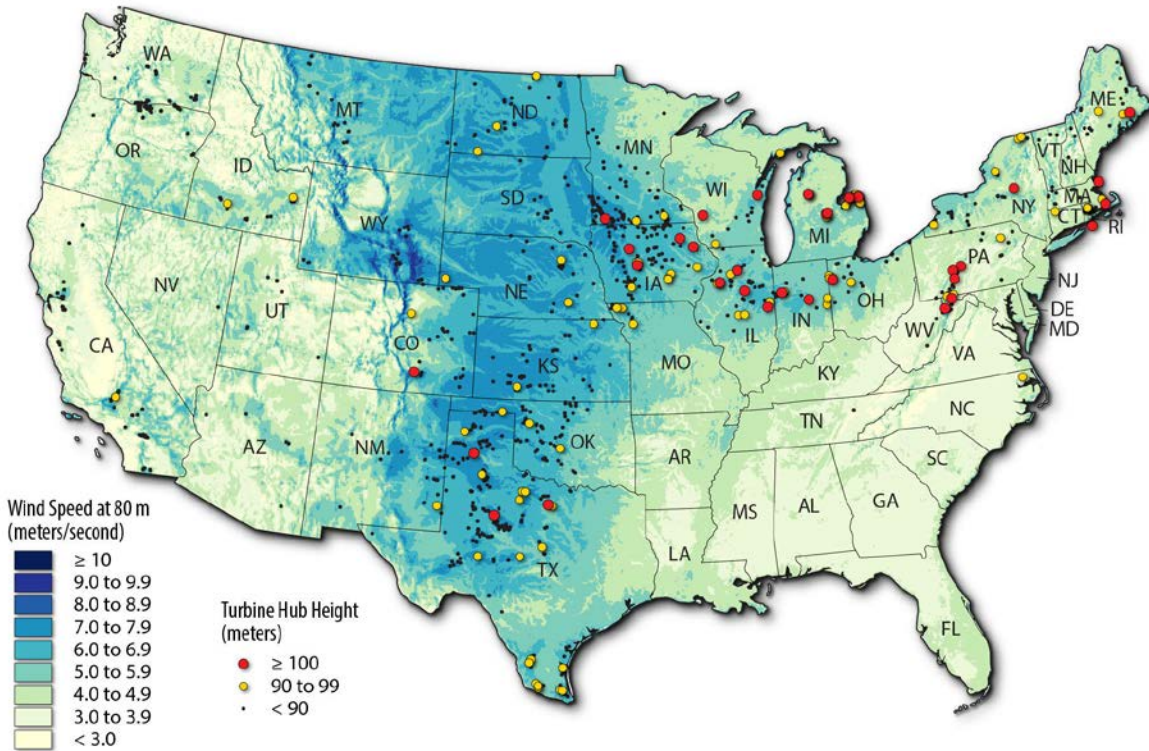 WA
MT
ND
MN
ME
OR
ID
SD
WI
VT
NH
WY
MI
NY
MA
CT
RI
NV
UT
NE
IA
PA
NJ
CA
CO
KS
MO
IL
IN
OH
WV
DE
MD
VA
KY
AZ
NM
OK
AR
TN
NC
SC
TX
LA
MS
AL
GA
FL
Wind Speed at 80 m
(meters/second)
≥ 10
9.0 to 9.9
8.0 to 8.9
7.0 to 7.9
6.0 to 6.9
5.0 to 5.9
4.0 to 4.9
3.0 to 3.9
< 3.0
Turbine Hub Height
(meters)
≥ 100
90 to 99
< 90